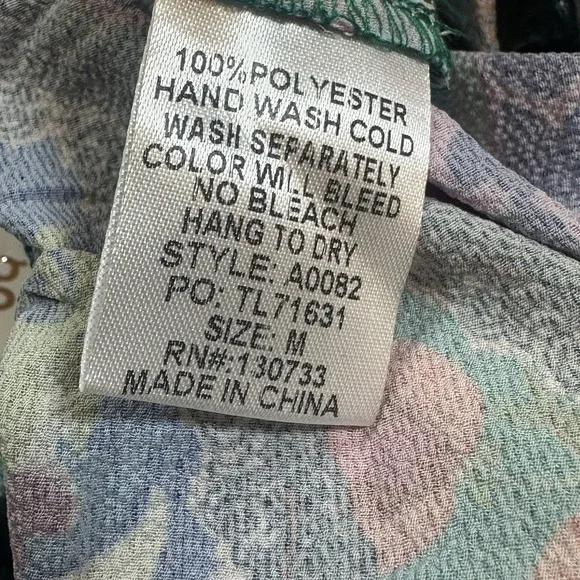 100% POLYESTER
HAND WASH COLD
WASH SEPARATELY
COLOR WILL BLEED
NO BLEACH
HANG TO DRY
STYLE: A0082
PO: TL71631
SIZE: M
RN#: 130733
MADE IN CHINA